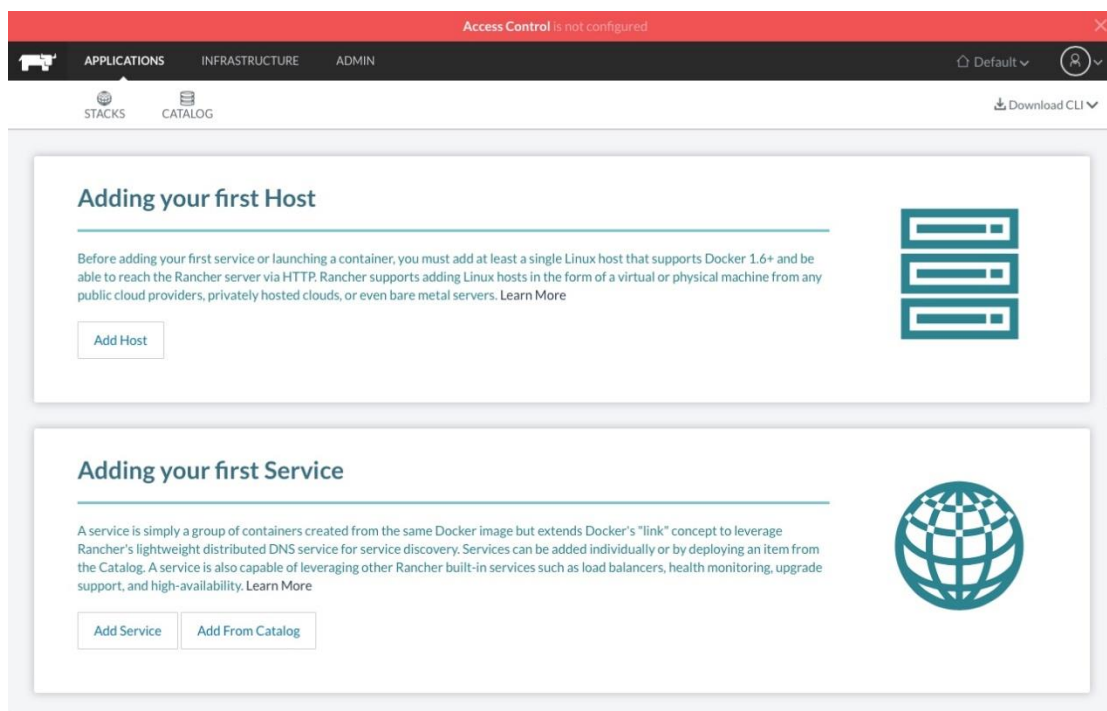 Access Control is not configured
APPLICATIONS INFRASTRUCTURE ADMIN Default
STACKS CATALOG Download CLI
Adding your first Host
Before adding your first service or launching a container, you must add at least a single Linux host that supports Docker 1.6+ and be
able to reach the Rancher server via HTTP. Rancher supports adding Linux hosts in the form of a virtual or physical machine from any
public cloud providers, privately hosted clouds, or even bare metal servers. Learn More
Add Host
Adding your first Service
A service is simply a group of containers created from the same Docker image but extends Docker's "link" concept to leverage
Rancher's lightweight distributed DNS service for service discovery. Services can be added individually or by deploying an item from
the Catalog. A service is also capable of leveraging other Rancher built-in services such as load balancers, health monitoring, upgrade
support, and high-availability. Learn More
Add Service Add From Catalog